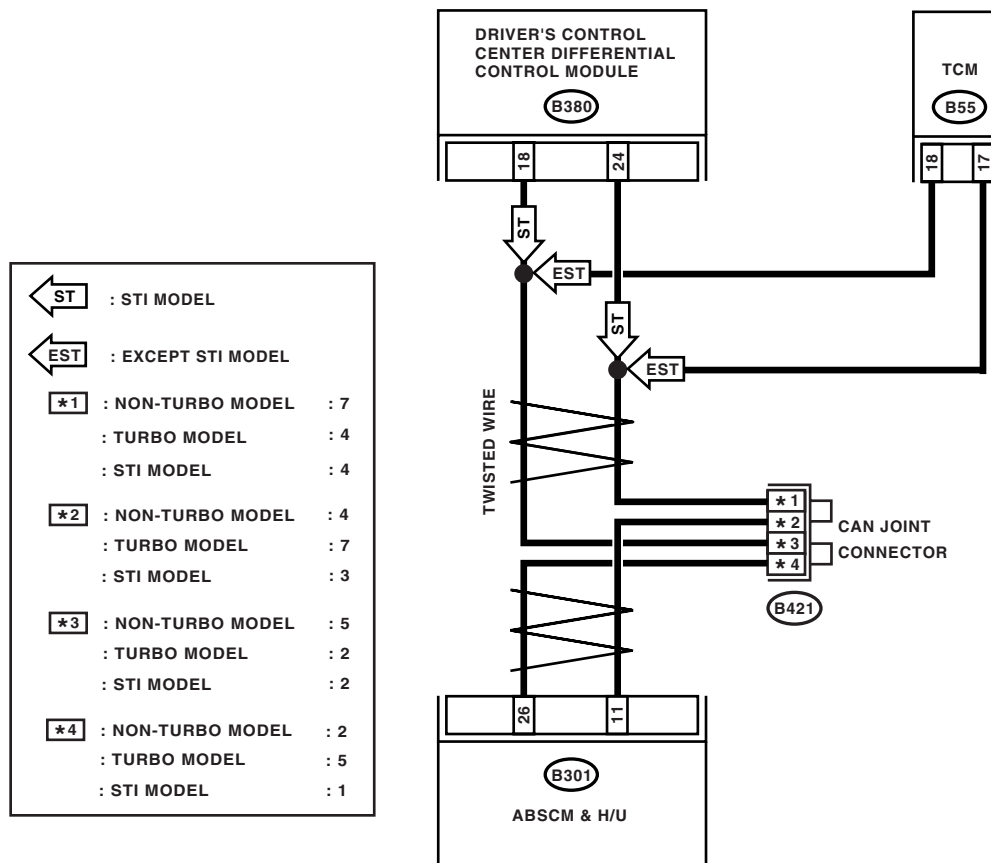 DRIVER'S CONTROL
CENTER DIFFERENTIAL
CONTROL MODULE
B380
18
24
TCM
B55
18
17
ST
EST
ST
EST
ST : STI MODEL
EST : EXCEPT STI MODEL
*1 : NON-TURBO MODEL : 7
: TURBO MODEL : 4
: STI MODEL : 4
*2 : NON-TURBO MODEL : 4
: TURBO MODEL : 7
: STI MODEL : 3
*3 : NON-TURBO MODEL : 5
: TURBO MODEL : 2
: STI MODEL : 2
*4 : NON-TURBO MODEL : 2
: TURBO MODEL : 5
: STI MODEL : 1
TWISTED WIRE
*1
*2
*3
*4
CAN JOINT
CONNECTOR
B421
26
11
B301
ABSCM & H/U